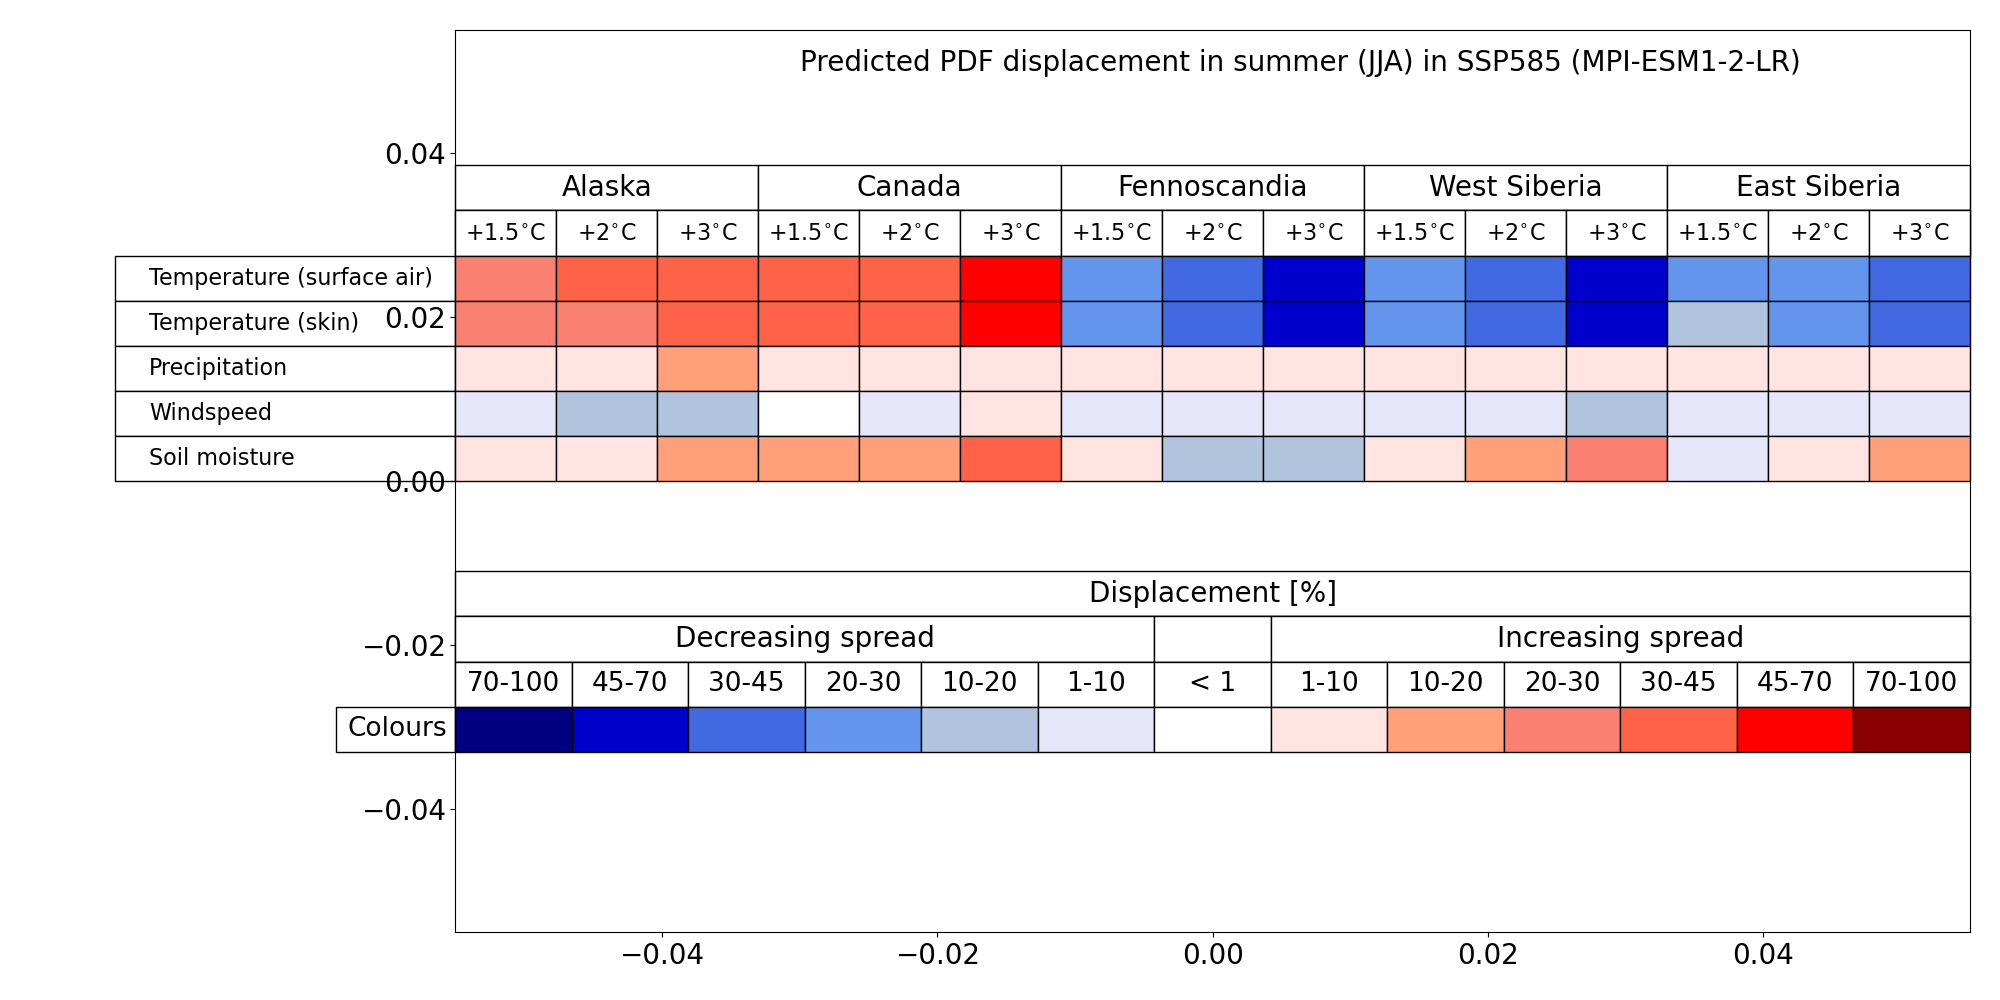 Predicted PDF displacement in summer (JJA) in SSP585 (MPI-ESM1-2-LR)
0.04
Alaska Canada Fennoscandia West Siberia East Siberia
+1.5°C +2°C +3°C +1.5°C +2°C +3°C +1.5°C +2°C +3°C +1.5°C +2°C +3°C +1.5°C +2°C +3°C
Temperature (surface air)
Temperature (skin) 0.02
Precipitation
Windspeed
Soil moisture
0.00
Displacement [%]
−0.02 Decreasing spread Increasing spread
70-100 45-70 30-45 20-30 10-20 1-10 < 1 1-10 10-20 20-30 30-45 45-70 70-100
Colours
−0.04
−0.04 −0.02 0.00 0.02 0.04